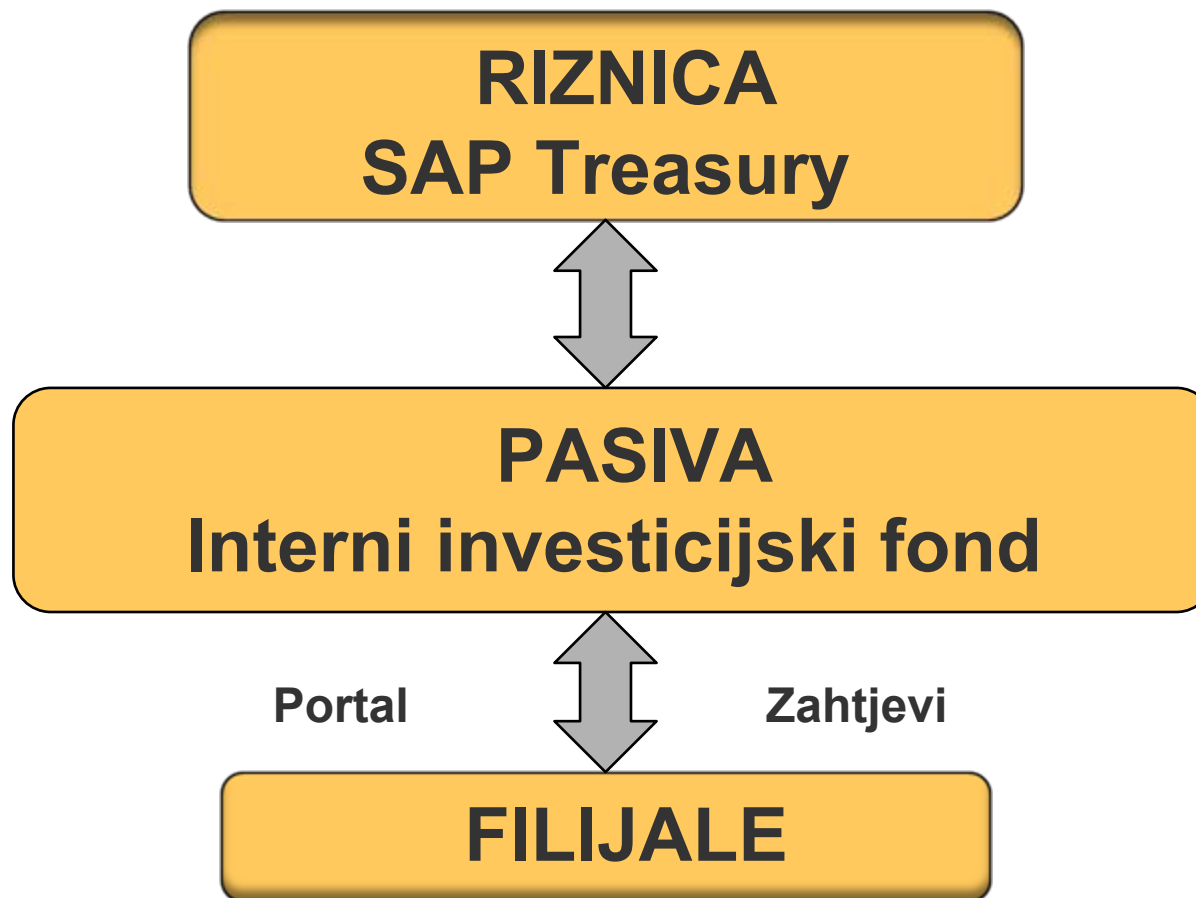 RIZNICA
SAP Treasury
PASIVA
Interni investicijski fond
Portal
Zahtjevi
FILIJALE